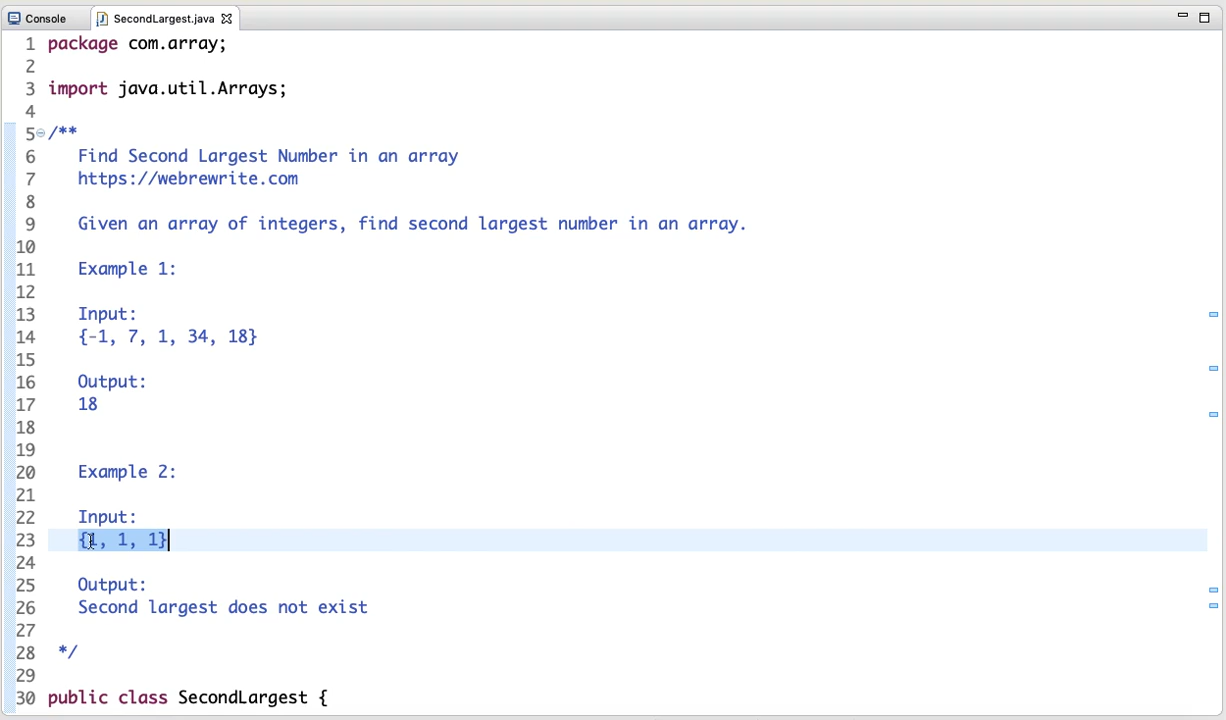 Console SecondLargest.java
1 package com.array;
2
3 import java.util.Arrays;
4
5 /**
6 Find Second Largest Number in an array
7 https://webrewrite.com
8
9 Given an array of integers, find second largest number in an array.
10
11 Example 1:
12
13 Input:
14 {-1, 7, 1, 34, 18}
15
16 Output:
17 18
18
19
20 Example 2:
21
22 Input:
23 {1, 1, 1}
24
25 Output:
26 Second largest does not exist
27
28 */
29
30 public class SecondLargest {